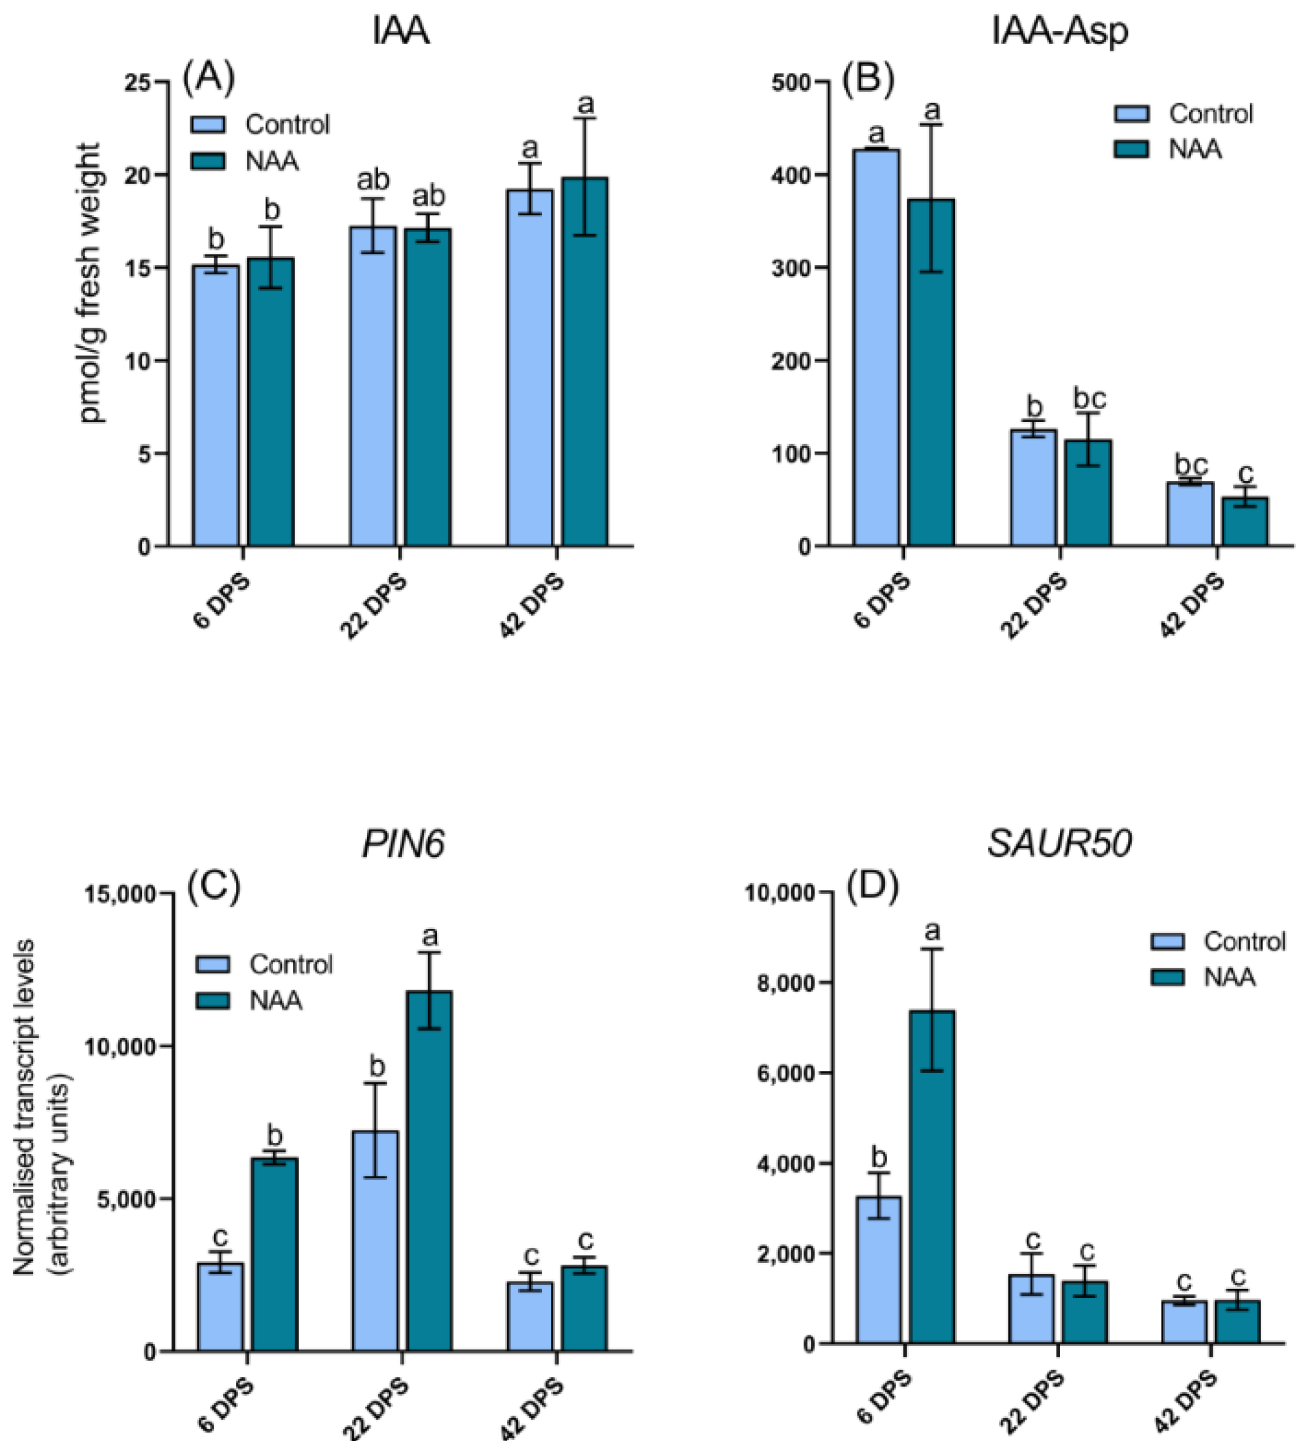 IAA
(A)
25
20
15
10
5
0
pmol/g fresh weight
Control
NAA
b
b
ab
ab
a
a
6 DPS
22 DPS
42 DPS
IAA-Asp
(B)
500
400
300
200
100
0
Control
NAA
a
a
b
bc
bc
c
6 DPS
22 DPS
42 DPS
PIN6
(C)
15,000
10,000
5,000
0
Normalised transcript levels
(arbritrary units)
Control
NAA
c
b
b
a
c
c
6 DPS
22 DPS
42 DPS
SAUR50
(D)
10,000
8,000
6,000
4,000
2,000
0
Control
NAA
b
a
c
c
c
c
6 DPS
22 DPS
42 DPS